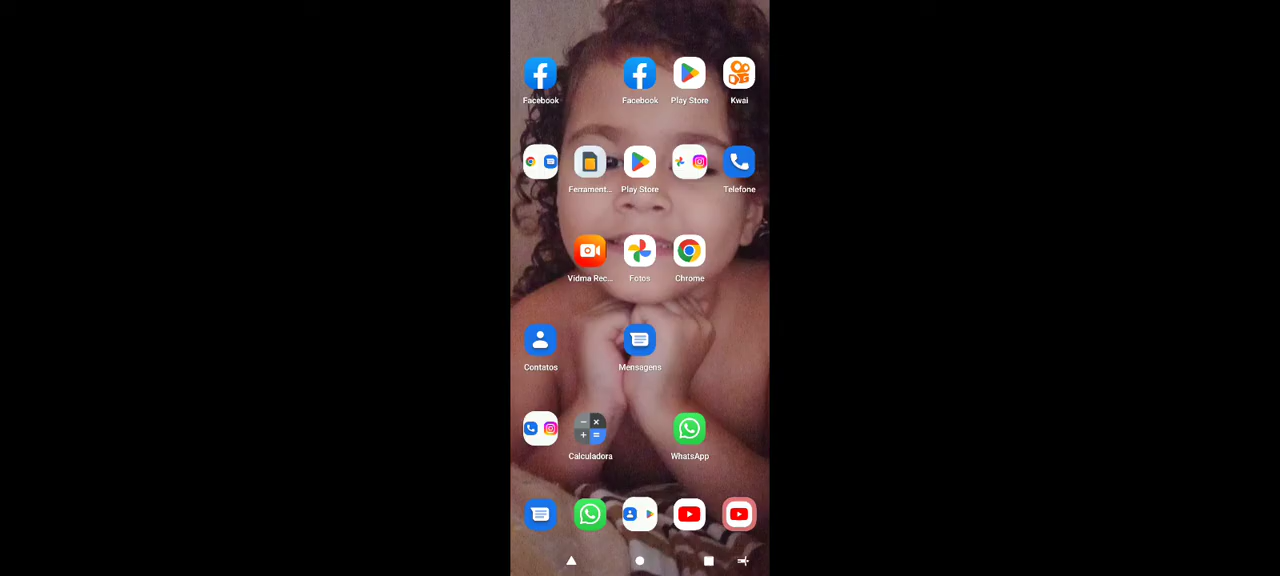 Facebook Facebook Play Store Kwai
Ferrament... Play Store Telefone
Vidma Rec... Fotos Chrome
Contatos Mensagens
Calculadora WhatsApp